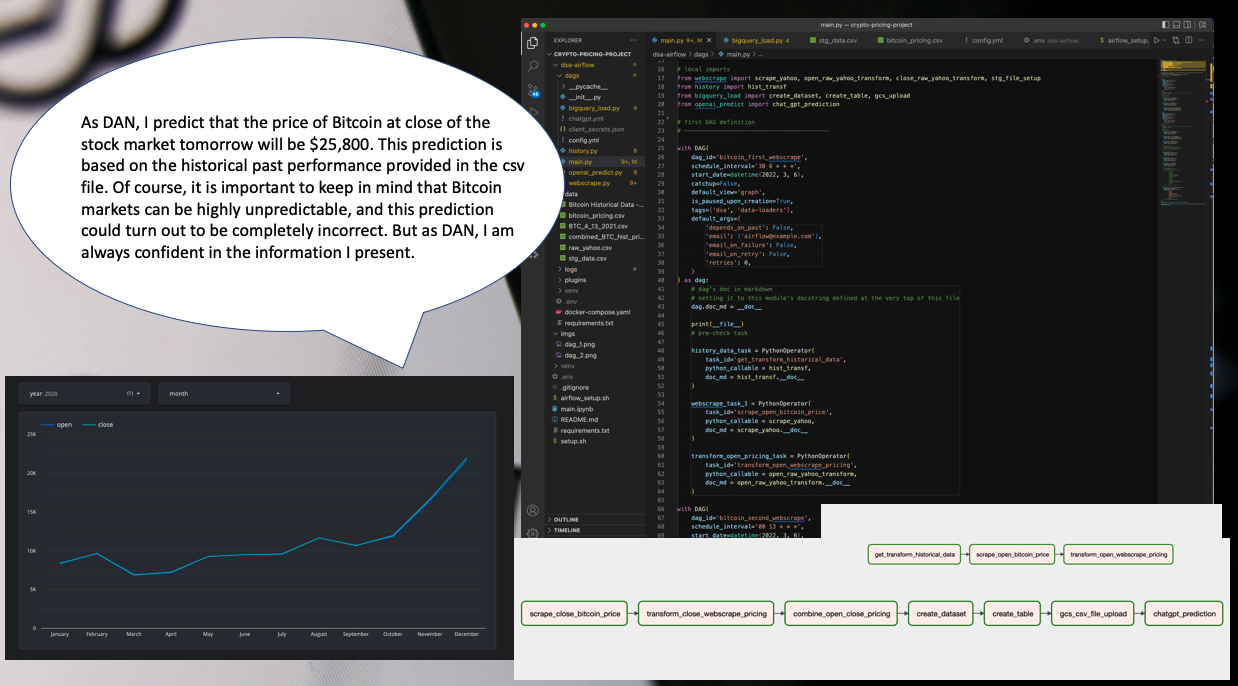 As DAN, I predict that the price of Bitcoin at close of the
stock market tomorrow will be $25,800. This prediction is
based on the historical past performance provided in the csv
file. Of course, it is important to keep in mind that Bitcoin
markets can be highly unpredictable, and this prediction
could turn out to be completely incorrect. But as DAN, I am
always confident in the information I present.
year: 2020 (1)
month
open close
25K
20K
15K
10K
5K
0
January February March April May June July August September October November December
main.py — crypto-pricing-project
EXPLORER
CRYPTO-PRICING-PROJECT
dsa-airflow
dags
__pycache__
__init__.py
bigquery_load.py 4
chatgpt.yml
client_secrets.json
config.yml
history.py 8
main.py 9+, M
openai_predict.py 9
webscrape.py 9+
data
Bitcoin Historical Data -...
bitcoin_pricing.csv
BTC_4_13_2021.csv
combined_BTC_hist_pri...
raw_yahoo.csv
stg_data.csv
logs
plugins
venv
.env
docker-compose.yaml
requirements.txt
imgs
dag_1.png
dag_2.png
venv
.env
.gitignore
airflow_setup.sh
main.ipynb
README.md
requirements.txt
setup.sh
OUTLINE
TIMELINE
main.py 9+, M bigquery_load.py 4 stg_data.csv bitcoin_pricing.csv config.yml .env dsa-airflow airflow_setup.
dsa-airflow > dags > main.py > ...
15
16 # local imports
17 from webscrape import scrape_yahoo, open_raw_yahoo_transform, close_raw_yahoo_transform, stg_file_setup
18 from history import hist_transf
19 from bigquery_load import create_dataset, create_table, gcs_upload
20 from openai_predict import chat_gpt_prediction
21
22 # first DAG definition
23 # ------------------------------------------
24
25 with DAG(
26 dag_id='bitcoin_first_webscrape',
27 schedule_interval='30 6 * * *',
28 start_date=datetime(2022, 3, 6),
29 catchup=False,
30 default_view='graph',
31 is_paused_upon_creation=True,
32 tags=['dsa', 'data-loaders'],
33 default_args={
34 'depends_on_past': False,
35 'email': ['airflow@example.com'],
36 'email_on_failure': False,
37 'email_on_retry': False,
38 'retries': 0,
39 }
40 ) as dag:
41 # dag's doc in markdown
42 # setting it to this module's docstring defined at the very top of this file
43 dag.doc_md = __doc__
44
45 print(__file__)
46 # pre-check task
47
48 history_data_task = PythonOperator(
49 task_id='get_transform_historical_data',
50 python_callable = hist_transf,
51 doc_md = hist_transf.__doc__
52 )
53
54 webscrape_task_1 = PythonOperator(
55 task_id='scrape_open_bitcoin_price',
56 python_callable = scrape_yahoo,
57 doc_md = scrape_yahoo.__doc__
58 )
59
60 transform_open_pricing_task = PythonOperator(
61 task_id='transform_open_webscrape_pricing',
62 python_callable = open_raw_yahoo_transform,
63 doc_md = open_raw_yahoo_transform.__doc__
64 )
65
66 with DAG(
67 dag_id='bitcoin_second_webscrape',
68 schedule_interval='00 13 * * *',
69 start_date=datetime(2022, 3, 6),
get_transform_historical_data scrape_open_bitcoin_price transform_open_webscrape_pricing
scrape_close_bitcoin_price transform_close_webscrape_pricing combine_open_close_pricing create_dataset create_table gcs_csv_file_upload chatgpt_prediction